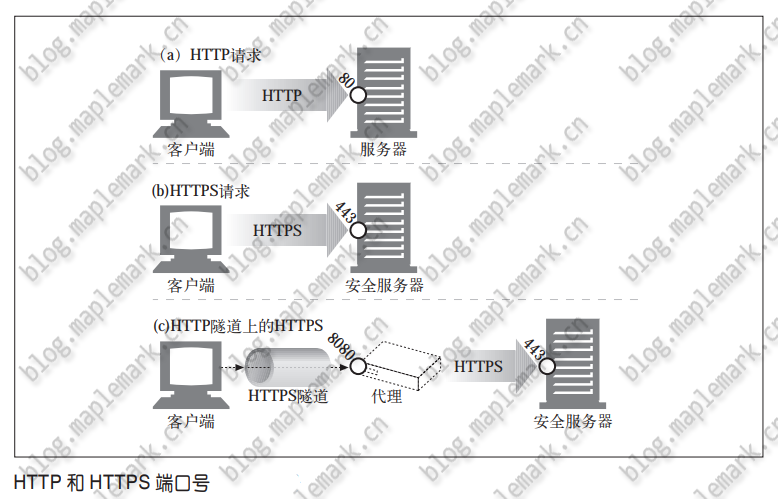 (a) HTTP请求
80
HTTP
客户端
服务器
(b)HTTPS请求
443
HTTPS
客户端
安全服务器
(c)HTTP隧道上的HTTPS
8080
443
HTTPS
HTTPS隧道
代理
客户端
安全服务器
HTTP 和 HTTPS 端口号
blog.maplemark.cn